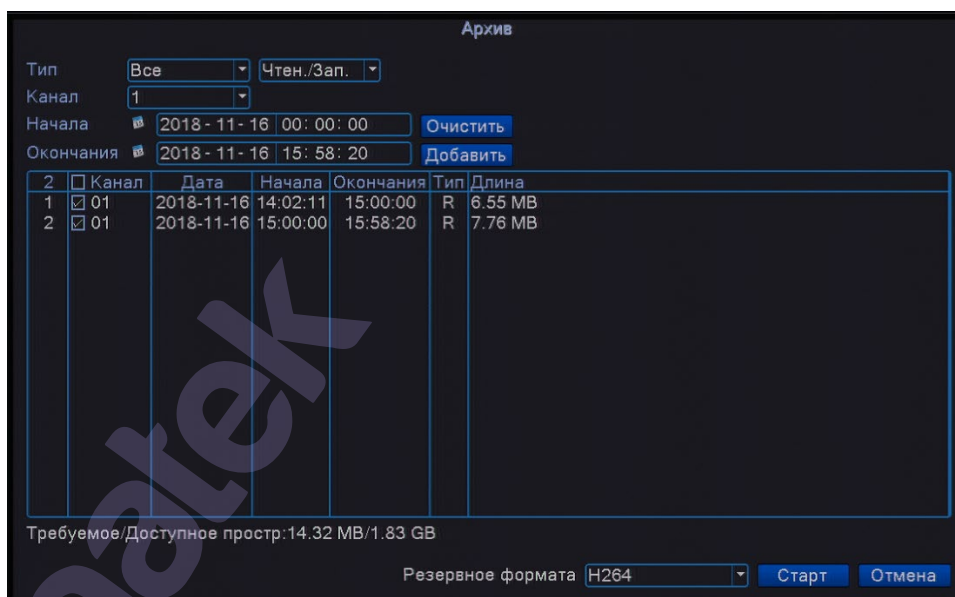 Архив
Тип Все Чтен./Зап.
Канал 1
Начала 2018 - 11 - 16 00: 00: 00 Очистить
Окончания 2018 - 11 - 16 15: 58: 20 Добавить
2 Канал Дата Начала Окончания Тип Длина
1 01 2018-11-16 14:02:11 15:00:00 R 6.55 MB
2 01 2018-11-16 15:00:00 15:58:20 R 7.76 MB
Требуемое/Доступное простр:14.32 MB/1.83 GB
Резервное формата H264 Старт Отмена